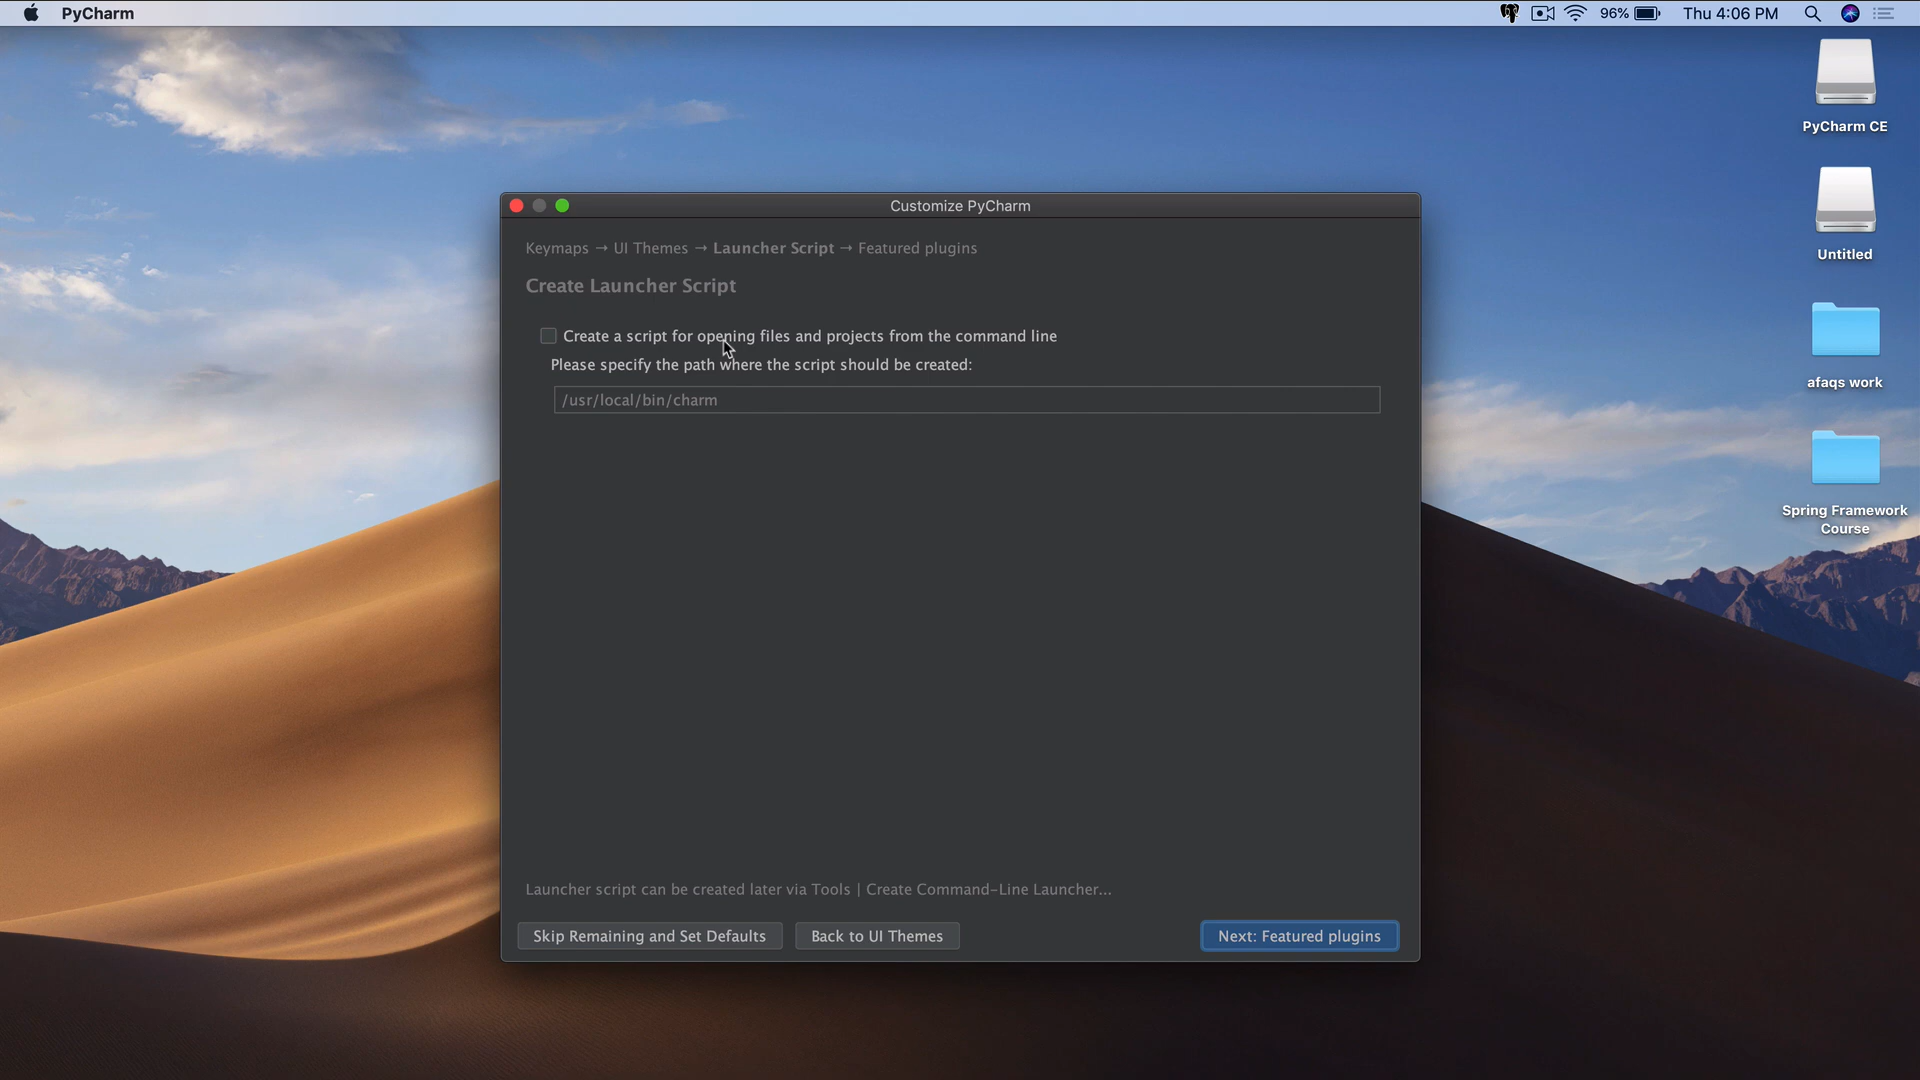 PyCharm
96%
Thu 4:06 PM
PyCharm CE
Untitled
afaqs work
Spring Framework
Course
Customize PyCharm
Keymaps → UI Themes → Launcher Script → Featured plugins
Create Launcher Script
Create a script for opening files and projects from the command line
Please specify the path where the script should be created:
/usr/local/bin/charm
Launcher script can be created later via Tools | Create Command-Line Launcher...
Skip Remaining and Set Defaults
Back to UI Themes
Next: Featured plugins